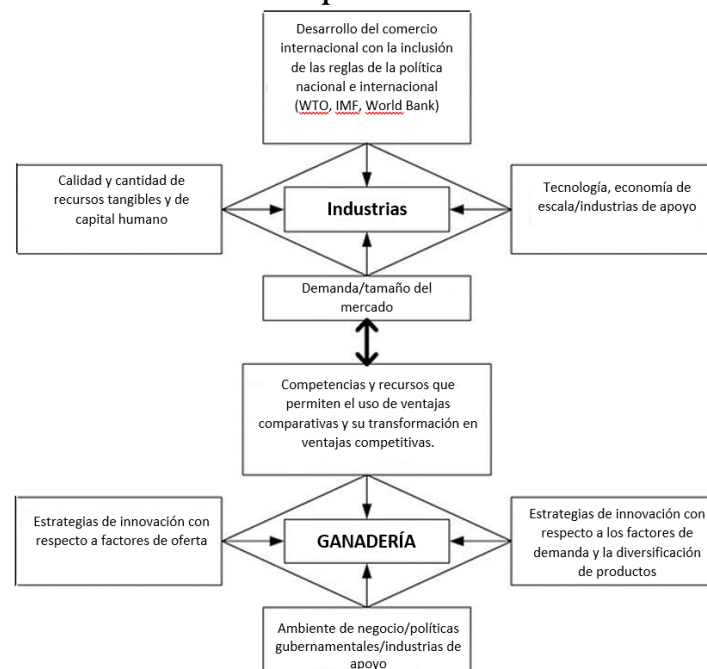 Desarrollo del comercio
internacional con la inclusión
de las reglas de la política
nacional e internacional
(WTO, IMF, World Bank)
Calidad y cantidad de
recursos tangibles y de
capital humano
Industrias
Tecnología, economía de
escala/industrias de apoyo
Demanda/tamaño del
mercado
Competencias y recursos que
permiten el uso de ventajas
comparativas y su transformación en
ventajas competitivas.
Estrategias de innovación con
respecto a factores de oferta
GANADERÍA
Estrategias de innovación con
respecto a los factores de
demanda y la diversificación
de productos
Ambiente de negocio/políticas
gubernamentales/industrias de
apoyo